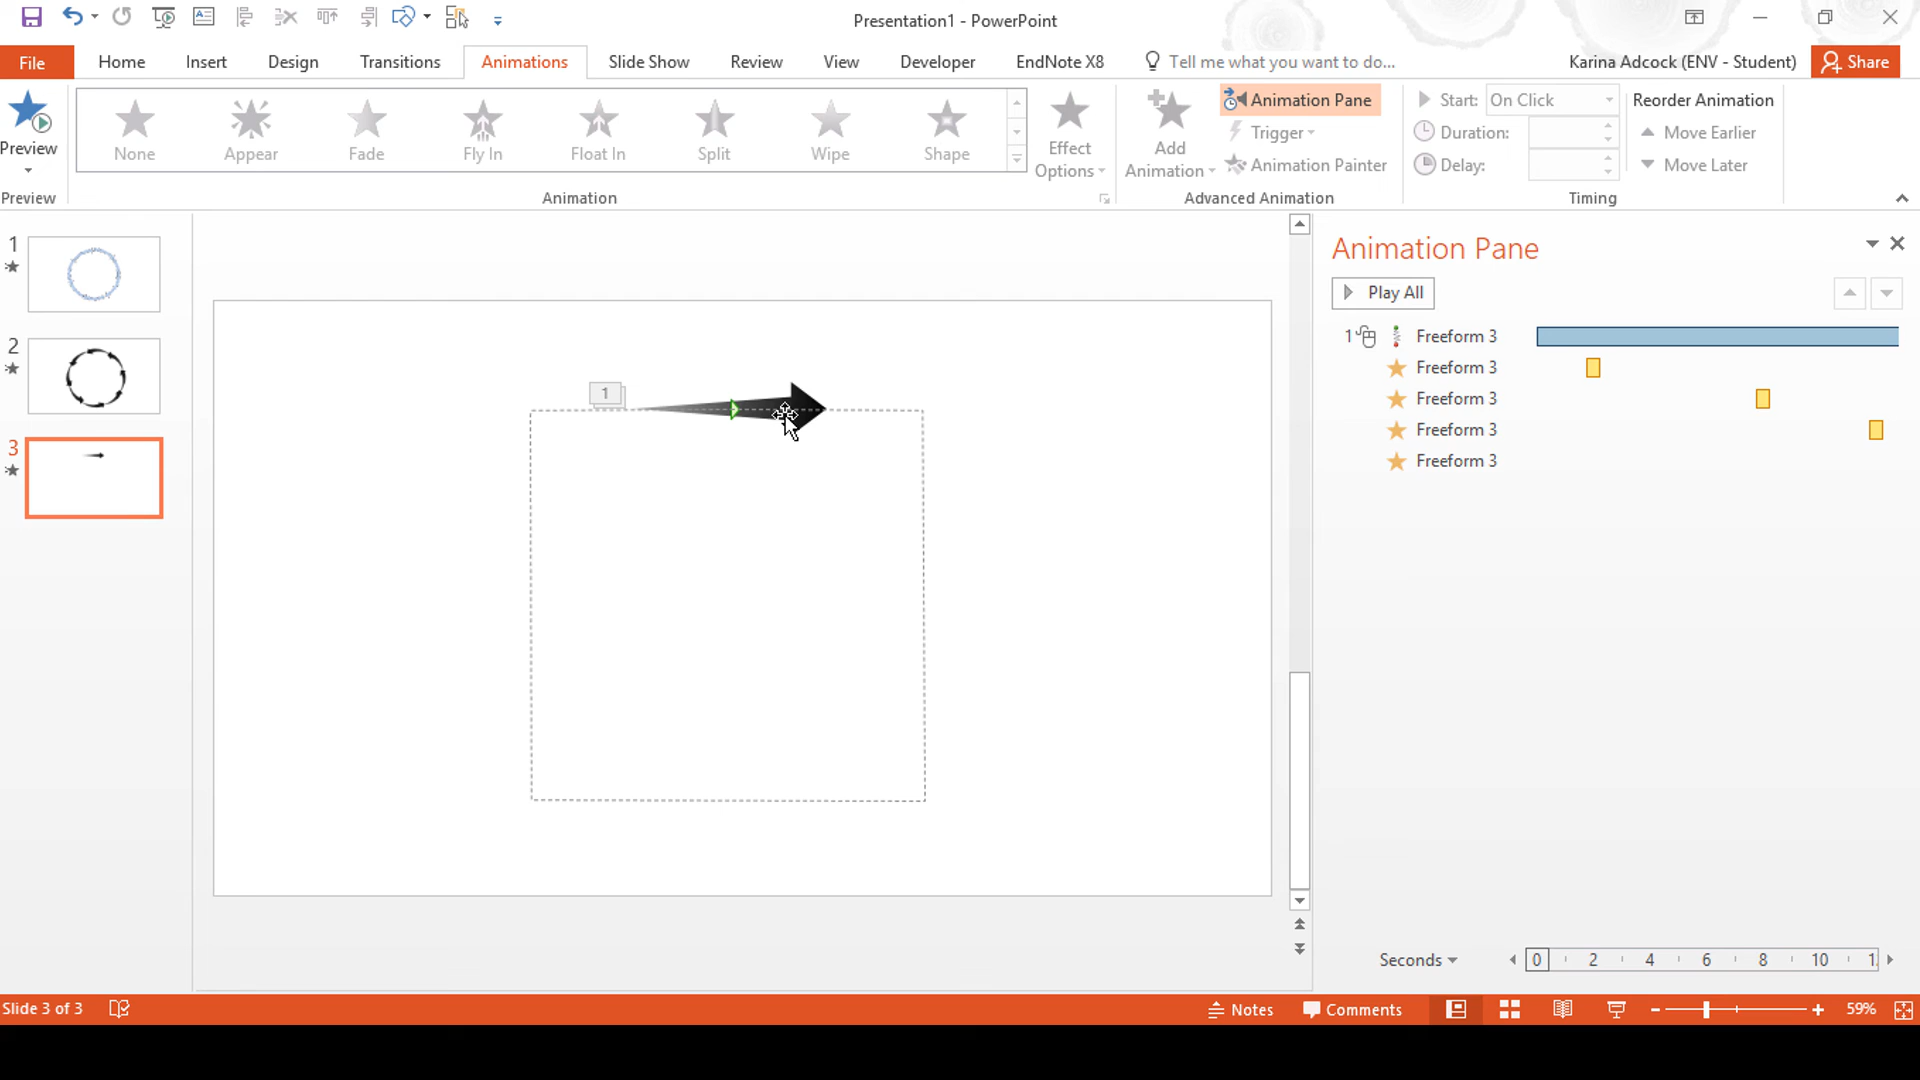 Presentation1 - PowerPoint
File Home Insert Design Transitions Animations Slide Show Review View Developer EndNote X8 Tell me what you want to do... Karina Adcock (ENV - Student) Share
Preview
None Appear Fade Fly In Float In Split Wipe Shape
Effect Options
Add Animation
Animation Pane
Trigger
Animation Painter
Start: On Click
Duration:
Delay:
Reorder Animation
Move Earlier
Move Later
Preview Animation Advanced Animation Timing
1
2
3
1
Animation Pane
Play All
1 Freeform 3
Freeform 3
Freeform 3
Freeform 3
Freeform 3
Seconds 0 2 4 6 8 10
Slide 3 of 3 Notes Comments 59%